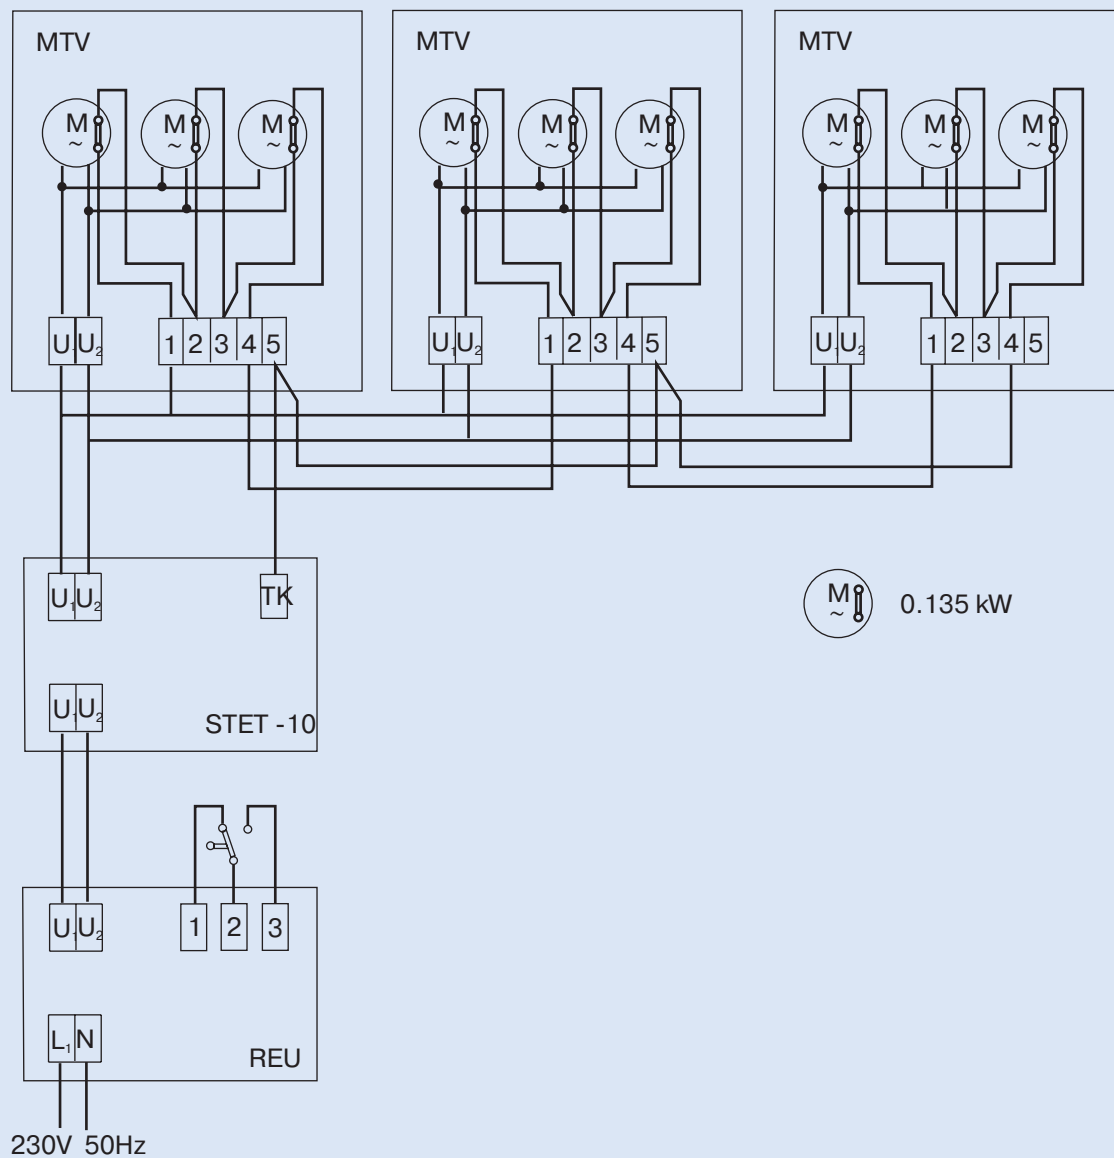 MTV MTV MTV
M M M M M M M M M
~ ~ ~ ~ ~ ~ ~ ~ ~
U₁ U₂ 1 2 3 4 5 U₁ U₂ 1 2 3 4 5 U₁ U₂ 1 2 3 4 5
U₁ U₂ TK
M ~ 0.135 kW
U₁ U₂
STET -10
U₁ U₂ 1 2 3
L₁ N
REU
230V 50Hz